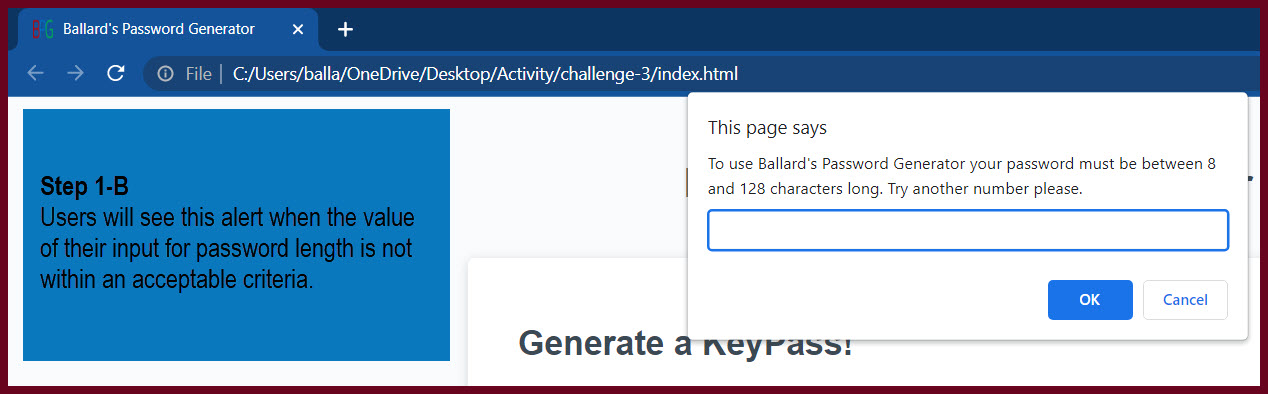 BPG Ballard's Password Generator
File | C:/Users/balla/OneDrive/Desktop/Activity/challenge-3/index.html
Step 1-B
Users will see this alert when the value
of their input for password length is not
within an acceptable criteria.
This page says
To use Ballard's Password Generator your password must be between 8
and 128 characters long. Try another number please.
OK Cancel
Generate a KeyPass!